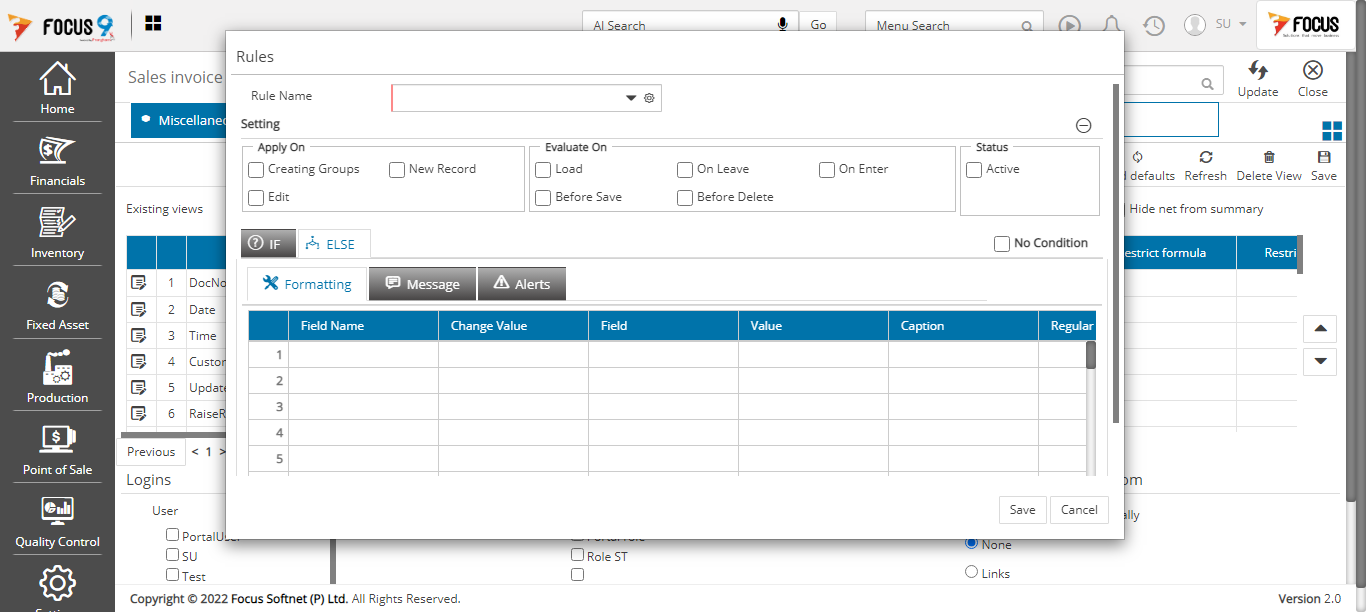 FOCUS 9
AI Search
Go
Menu Search
SU
FOCUS
Home
Financials
Inventory
Fixed Asset
Production
Point of Sale
Quality Control
Sales invoice
Update
Close
Miscellaneo
d defaults
Refresh
Delete View
Save
Existing views
Hide net from summary
estrict formula
Restri
1 DocNo
2 Date
3 Time
4 Custon
5 Update
6 RaiseR
Previous < 1 >
Logins
User
PortalUser
SU
Test
Role ST
om
ally
None
Links
Rules
Rule Name
Setting
Apply On
Creating Groups
New Record
Edit
Evaluate On
Load
On Leave
On Enter
Before Save
Before Delete
Status
Active
IF
ELSE
No Condition
Formatting
Message
Alerts
Field Name
Change Value
Field
Value
Caption
Regular
1
2
3
4
5
Save
Cancel
Copyright © 2022 Focus Softnet (P) Ltd. All Rights Reserved.
Version 2.0